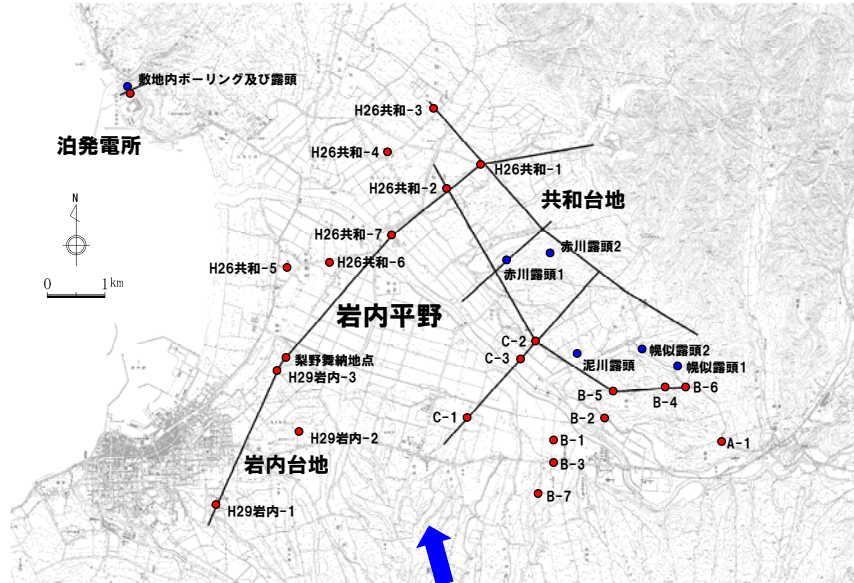 敷地内ボーリング及び露頭
泊発電所
H26共和-3
H26共和-4
H26共和-1
H26共和-2
共和台地
N
H26共和-7
赤川露頭2
赤川露頭1
H26共和-5
H26共和-6
0 1km
岩内平野
C-2
C-3
泥川露頭
幌似露頭2
幌似露頭1
梨野舞納地点
H29岩内-3
B-5
B-4
B-6
C-1
B-2
H29岩内-2
B-1
A-1
岩内台地
B-3
B-7
H29岩内-1